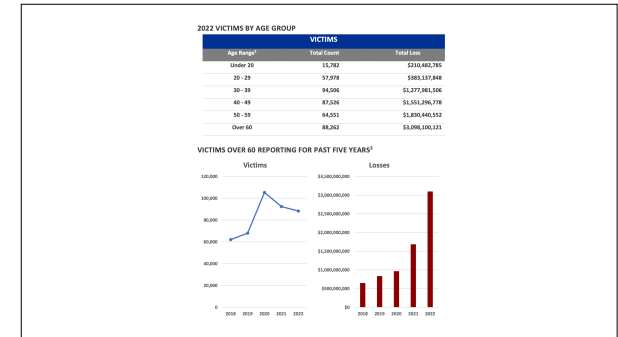 2022 VICTIMS BY AGE GROUP
VICTIMS
Age Range² Total Count Total Loss
Under 20 15,782 $210,482,785
20 - 29 57,978 $383,137,848
30 - 39 94,506 $1,277,981,506
40 - 49 87,526 $1,551,296,778
50 - 59 64,551 $1,830,440,552
Over 60 88,262 $3,098,100,121
VICTIMS OVER 60 REPORTING FOR PAST FIVE YEARS³
Victims
120,000
100,000
80,000
60,000
40,000
20,000
0
2018 2019 2020 2021 2022
Losses
$3,500,000,000
$3,000,000,000
$2,500,000,000
$2,000,000,000
$1,500,000,000
$1,000,000,000
$500,000,000
$0
2018 2019 2020 2021 2022